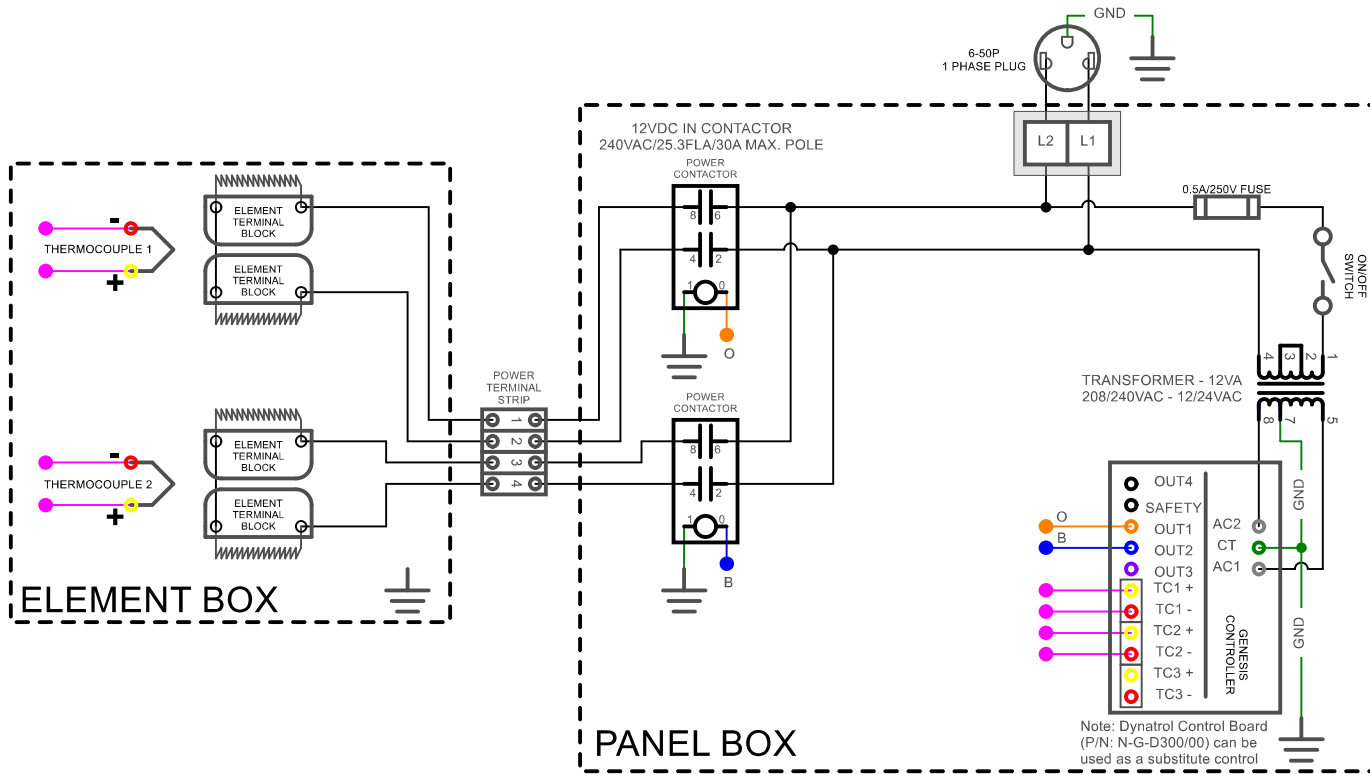 GND
6-50P
1 PHASE PLUG
L2
L1
12VDC IN CONTACTOR
240VAC/25.3FLA/30A MAX. POLE
POWER
CONTACTOR
8
6
4
2
1
0
O
0.5A/250V FUSE
ON/OFF
SWITCH
-
THERMOCOUPLE 1
+
ELEMENT
TERMINAL
BLOCK
ELEMENT
TERMINAL
BLOCK
4
3
2
1
TRANSFORMER - 12VA
208/240VAC - 12/24VAC
8
7
5
POWER
TERMINAL
STRIP
1
2
3
4
POWER
CONTACTOR
8
6
4
2
1
0
B
-
THERMOCOUPLE 2
+
ELEMENT
TERMINAL
BLOCK
ELEMENT
TERMINAL
BLOCK
ELEMENT BOX
O
B
OUT4
SAFETY
OUT1
OUT2
OUT3
TC1 +
TC1 -
TC2 +
TC2 -
TC3 +
TC3 -
AC2
CT
AC1
GENESIS
CONTROLLER
GND
GND
PANEL BOX
Note: Dynatrol Control Board
(P/N: N-G-D300/00) can be
used as a substitute control